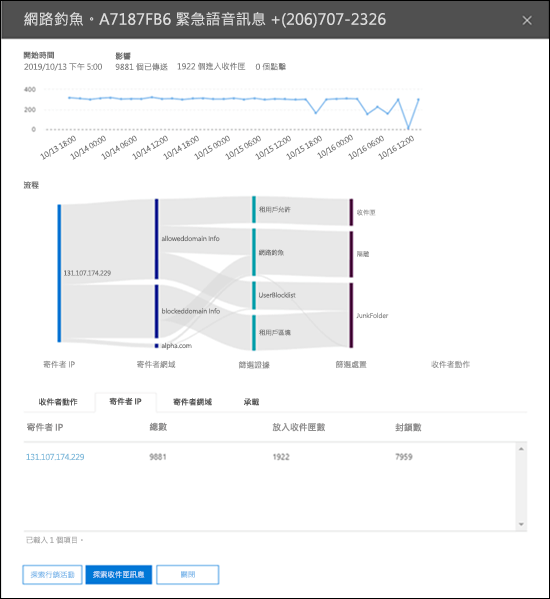 網路釣魚。A7187FB6 緊急語音訊息 +(206)707-2326
開始時間 影響
2019/10/13 下午 5:00 9881 個已傳送 1922 個進入收件匣 0 個點擊
400
200
0
10/13 18:00 10/14 00:00 10/14 06:00 10/14 12:00 10/14 18:00 10/15 00:00 10/15 06:00 10/15 12:00 10/15 18:00 10/16 00:00 10/16 06:00 10/16 12:00
流程
租用戶允許 收件匣
alloweddomain Info
網路釣魚 隔離
131.107.174.229
UserBlocklist
blockeddomain Info JunkFolder
租用戶區塊
alpha.com
寄件者 IP 寄件者網域 篩選證據 篩選處置 收件者動作
收件者動作 寄件者 IP 寄件者網域 承載
寄件者 IP 總數 放入收件匣數 封鎖數
131.107.174.229 9881 1922 7959
已載入 1 個項目。
探索行銷活動 探索收件匣訊息 關閉